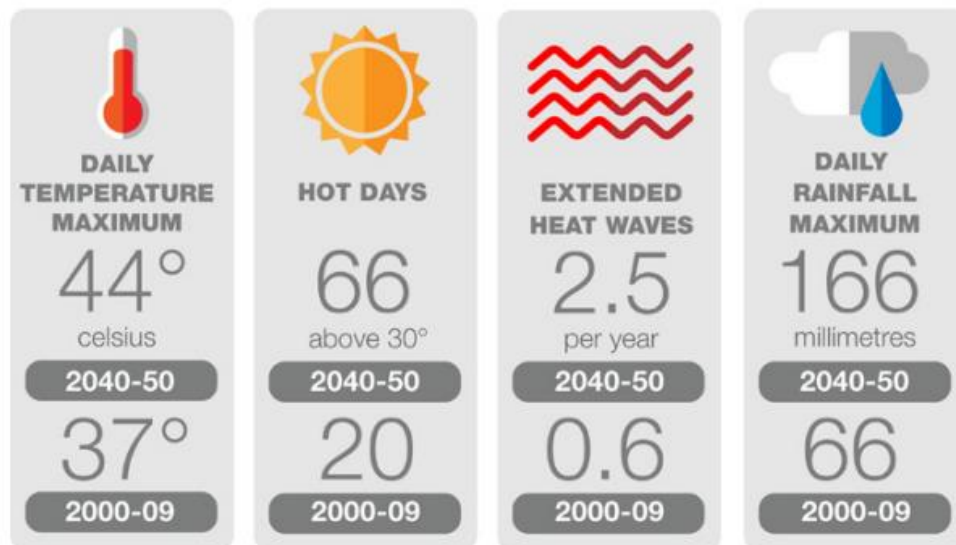 DAILY
TEMPERATURE
MAXIMUM
44°
celsius
2040-50
37°
2000-09
HOT DAYS
66
above 30°
2040-50
20
2000-09
EXTENDED
HEAT WAVES
2.5
per year
2040-50
0.6
2000-09
DAILY
RAINFALL
MAXIMUM
166
millimetres
2040-50
66
2000-09